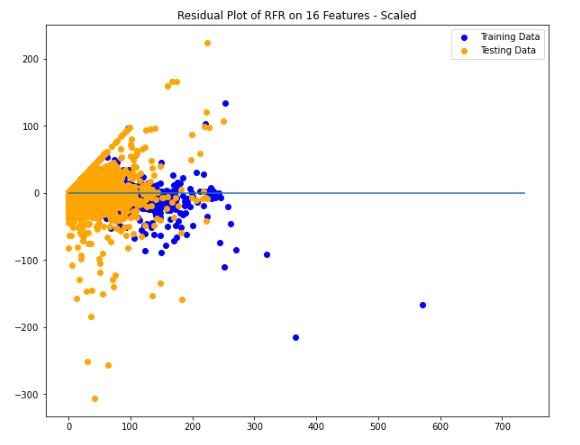 Residual Plot of RFR on 16 Features - Scaled
Training Data
Testing Data
200
100
0
−100
−200
−300
0 100 200 300 400 500 600 700